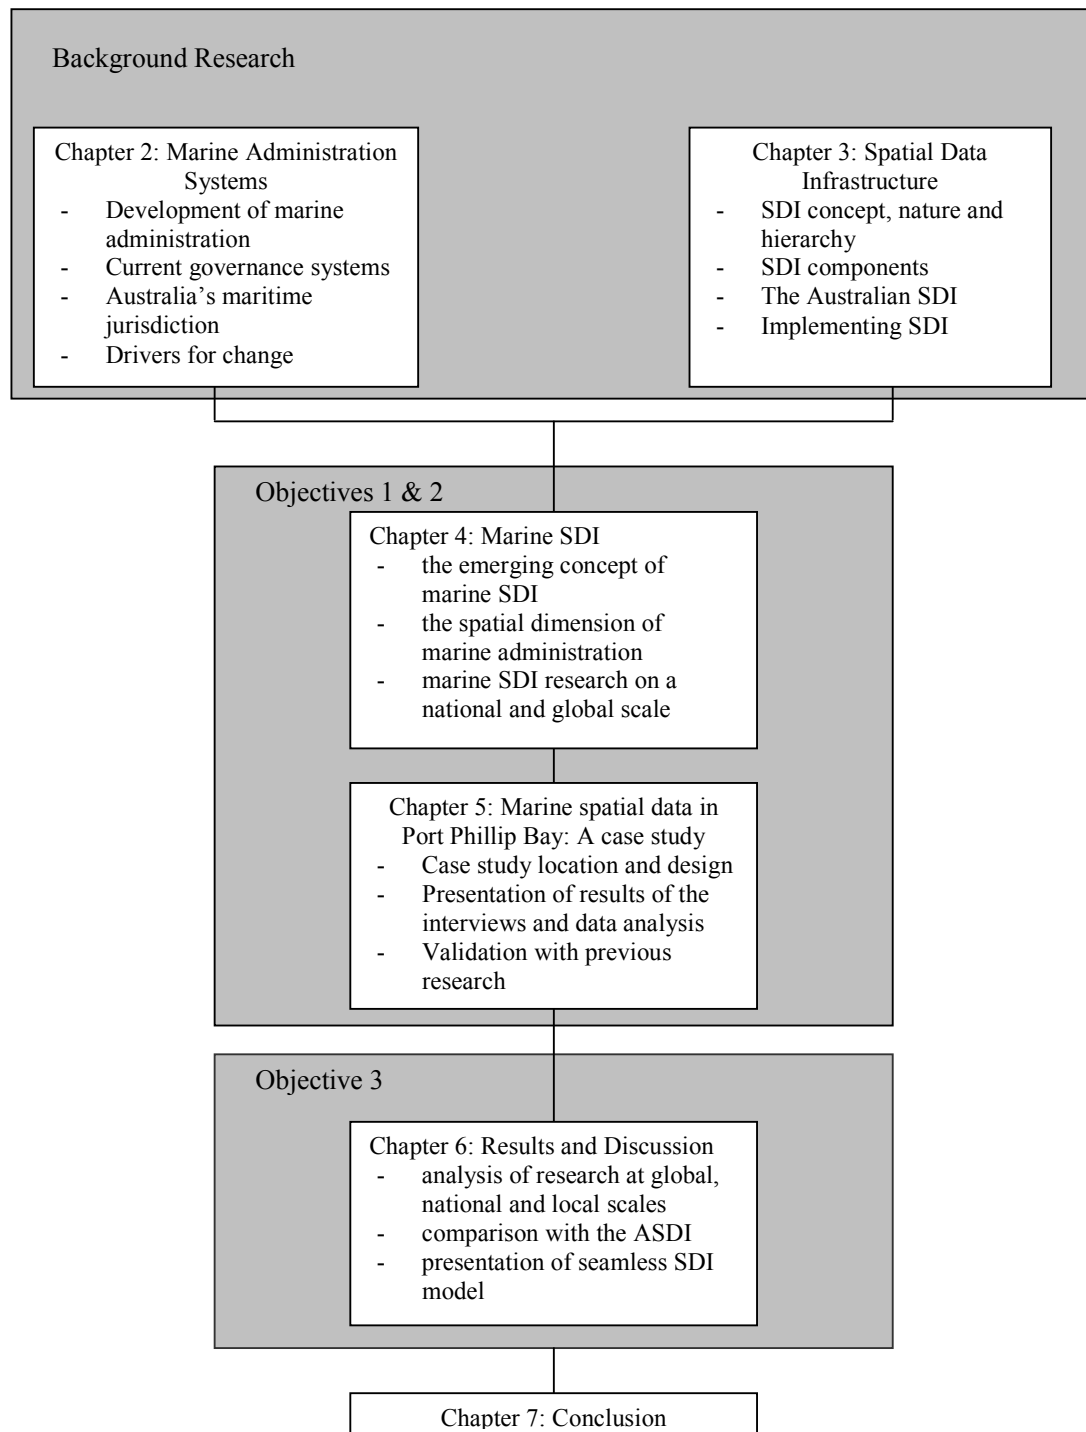 Background Research
Chapter 2: Marine Administration
Systems
- Development of marine
administration
- Current governance systems
- Australia’s maritime
jurisdiction
- Drivers for change
Chapter 3: Spatial Data
Infrastructure
- SDI concept, nature and
hierarchy
- SDI components
- The Australian SDI
- Implementing SDI
Objectives 1 & 2
Chapter 4: Marine SDI
- the emerging concept of
marine SDI
- the spatial dimension of
marine administration
- marine SDI research on a
national and global scale
Chapter 5: Marine spatial data in
Port Phillip Bay: A case study
- Case study location and design
- Presentation of results of the
interviews and data analysis
- Validation with previous
research
Objective 3
Chapter 6: Results and Discussion
- analysis of research at global,
national and local scales
- comparison with the ASDI
- presentation of seamless SDI
model
Chapter 7: Conclusion